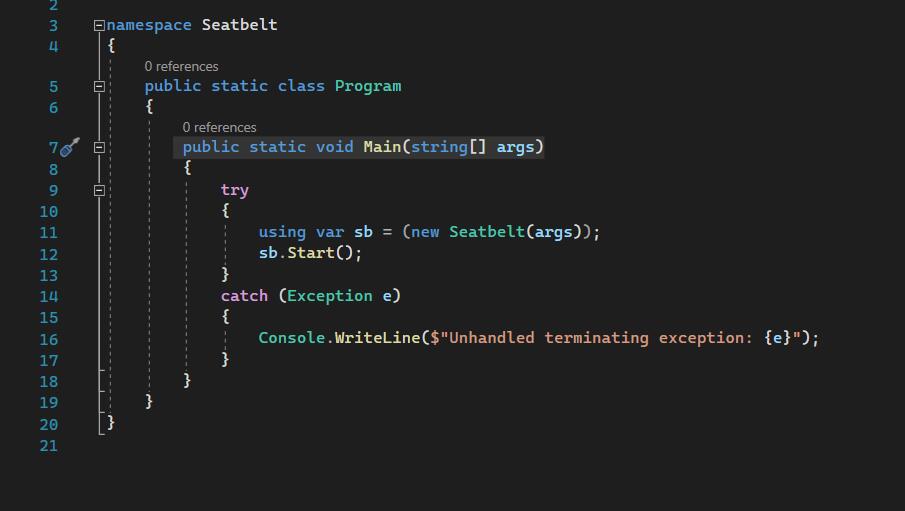 2
3 namespace Seatbelt
4 {
0 references
5 public static class Program
6 {
0 references
7 public static void Main(string[] args)
8 {
9 try
10 {
11 using var sb = (new Seatbelt(args));
12 sb.Start();
13 }
14 catch (Exception e)
15 {
16 Console.WriteLine($"Unhandled terminating exception: {e}");
17 }
18 }
19 }
20 }
21